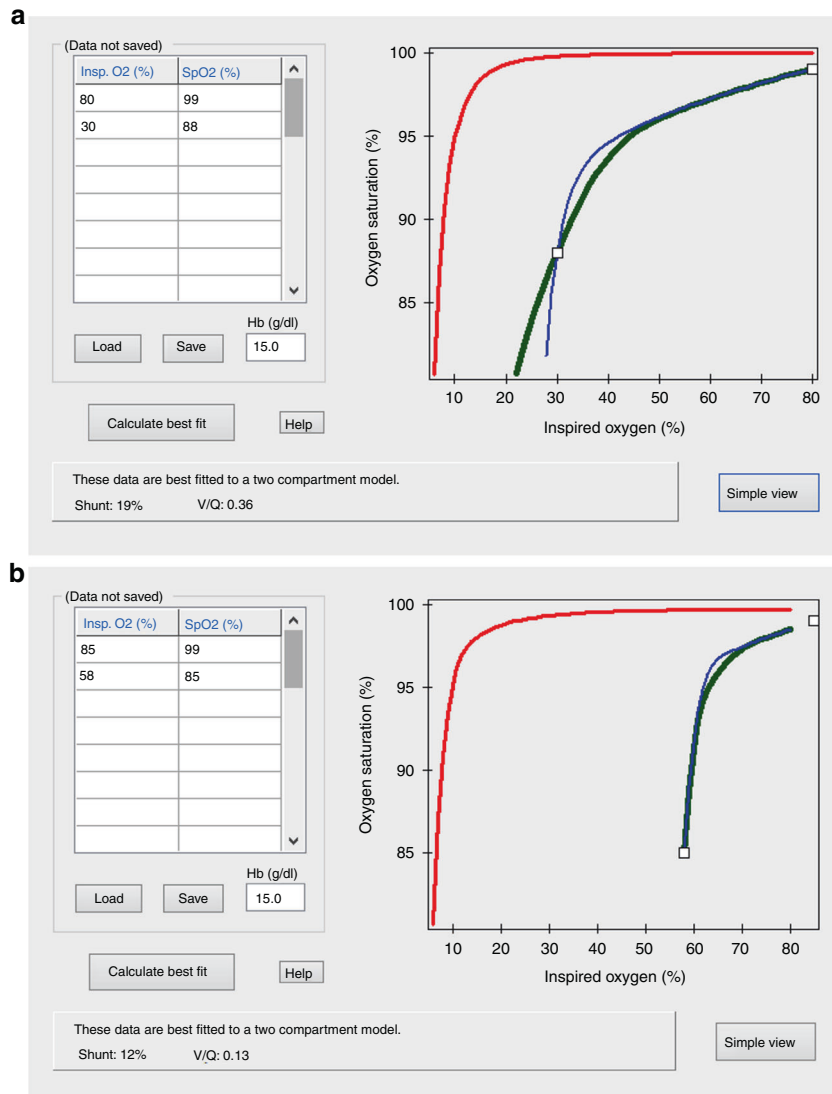 a
(Data not saved)
Insp. O2 (%) SpO2 (%)
80 99
30 88
Hb (g/dl)
Load Save 15.0
Calculate best fit Help
Oxygen saturation (%)
100
95
90
85
10 20 30 40 50 60 70 80
Inspired oxygen (%)
These data are best fitted to a two compartment model.
Shunt: 19% V/Q: 0.36
Simple view
b
(Data not saved)
Insp. O2 (%) SpO2 (%)
85 99
58 85
Hb (g/dl)
Load Save 15.0
Calculate best fit Help
Oxygen saturation (%)
100
95
90
85
10 20 30 40 50 60 70 80
Inspired oxygen (%)
These data are best fitted to a two compartment model.
Shunt: 12% V/Q: 0.13
Simple view